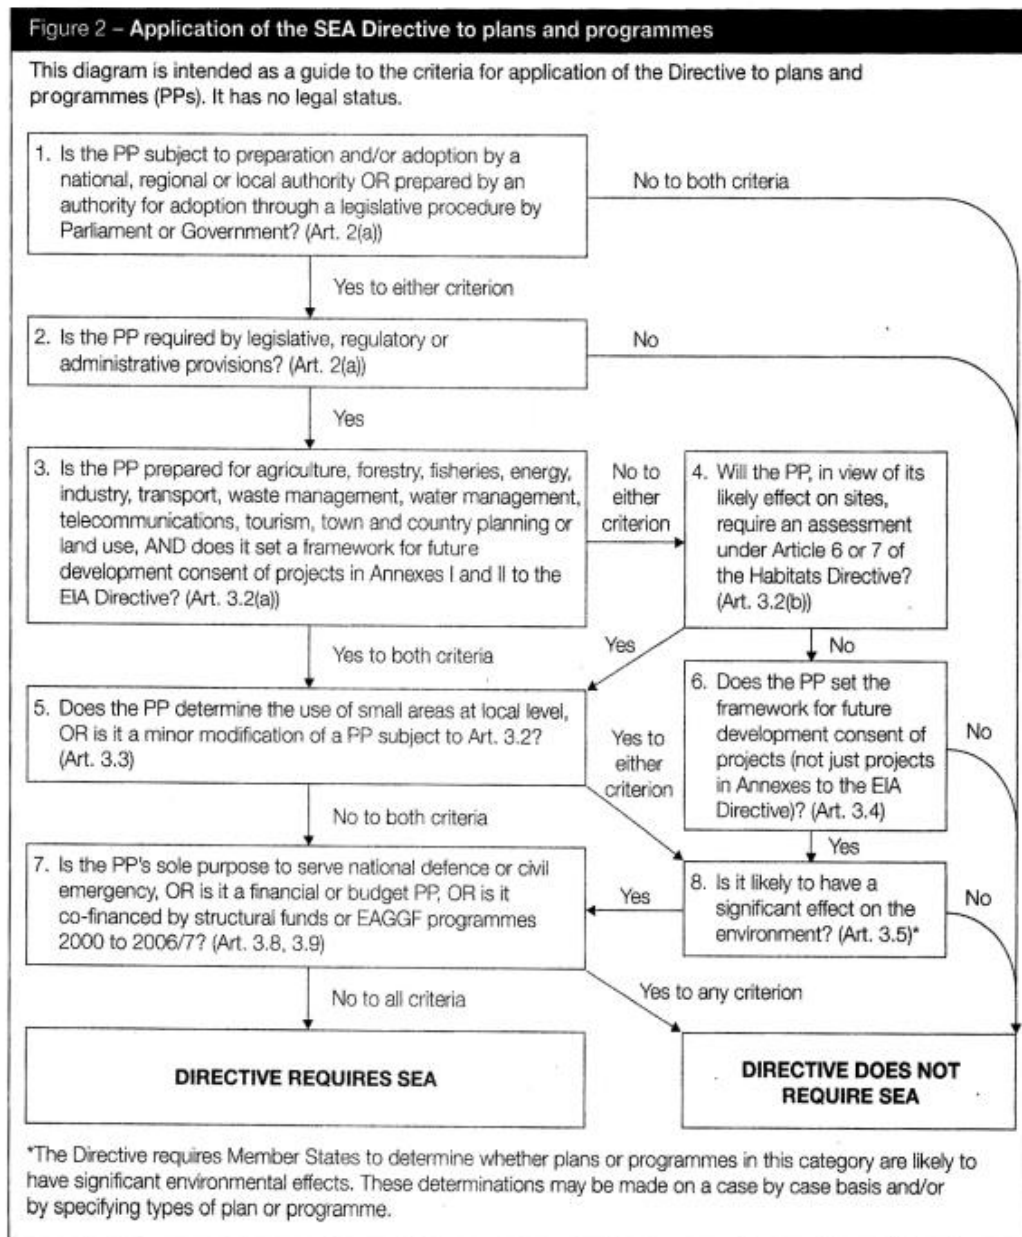 Figure 2 – Application of the SEA Directive to plans and programmes
This diagram is intended as a guide to the criteria for application of the Directive to plans and
programmes (PPs). It has no legal status.
1. Is the PP subject to preparation and/or adoption by a
national, regional or local authority OR prepared by an
authority for adoption through a legislative procedure by
Parliament or Government? (Art. 2(a))
No to both criteria
Yes to either criterion
2. Is the PP required by legislative, regulatory or
administrative provisions? (Art. 2(a))
No
Yes
3. Is the PP prepared for agriculture, forestry, fisheries, energy,
industry, transport, waste management, water management,
telecommunications, tourism, town and country planning or
land use, AND does it set a framework for future
development consent of projects in Annexes I and II to the
EIA Directive? (Art. 3.2(a))
No to
either
criterion
4. Will the PP, in view of its
likely effect on sites,
require an assessment
under Article 6 or 7 of
the Habitats Directive?
(Art. 3.2(b))
Yes to both criteria
Yes
No
5. Does the PP determine the use of small areas at local level,
OR is it a minor modification of a PP subject to Art. 3.2?
(Art. 3.3)
Yes to
either
criterion
6. Does the PP set the
framework for future
development consent of
projects (not just projects
in Annexes to the EIA
Directive)? (Art. 3.4)
No
No to both criteria
Yes
7. Is the PP's sole purpose to serve national defence or civil
emergency, OR is it a financial or budget PP, OR is it
co-financed by structural funds or EAGGF programmes
2000 to 2006/7? (Art. 3.8, 3.9)
Yes
8. Is it likely to have a
significant effect on the
environment? (Art. 3.5)*
No
No to all criteria
Yes to any criterion
DIRECTIVE REQUIRES SEA
DIRECTIVE DOES NOT
REQUIRE SEA
*The Directive requires Member States to determine whether plans or programmes in this category are likely to
have significant environmental effects. These determinations may be made on a case by case basis and/or
by specifying types of plan or programme.